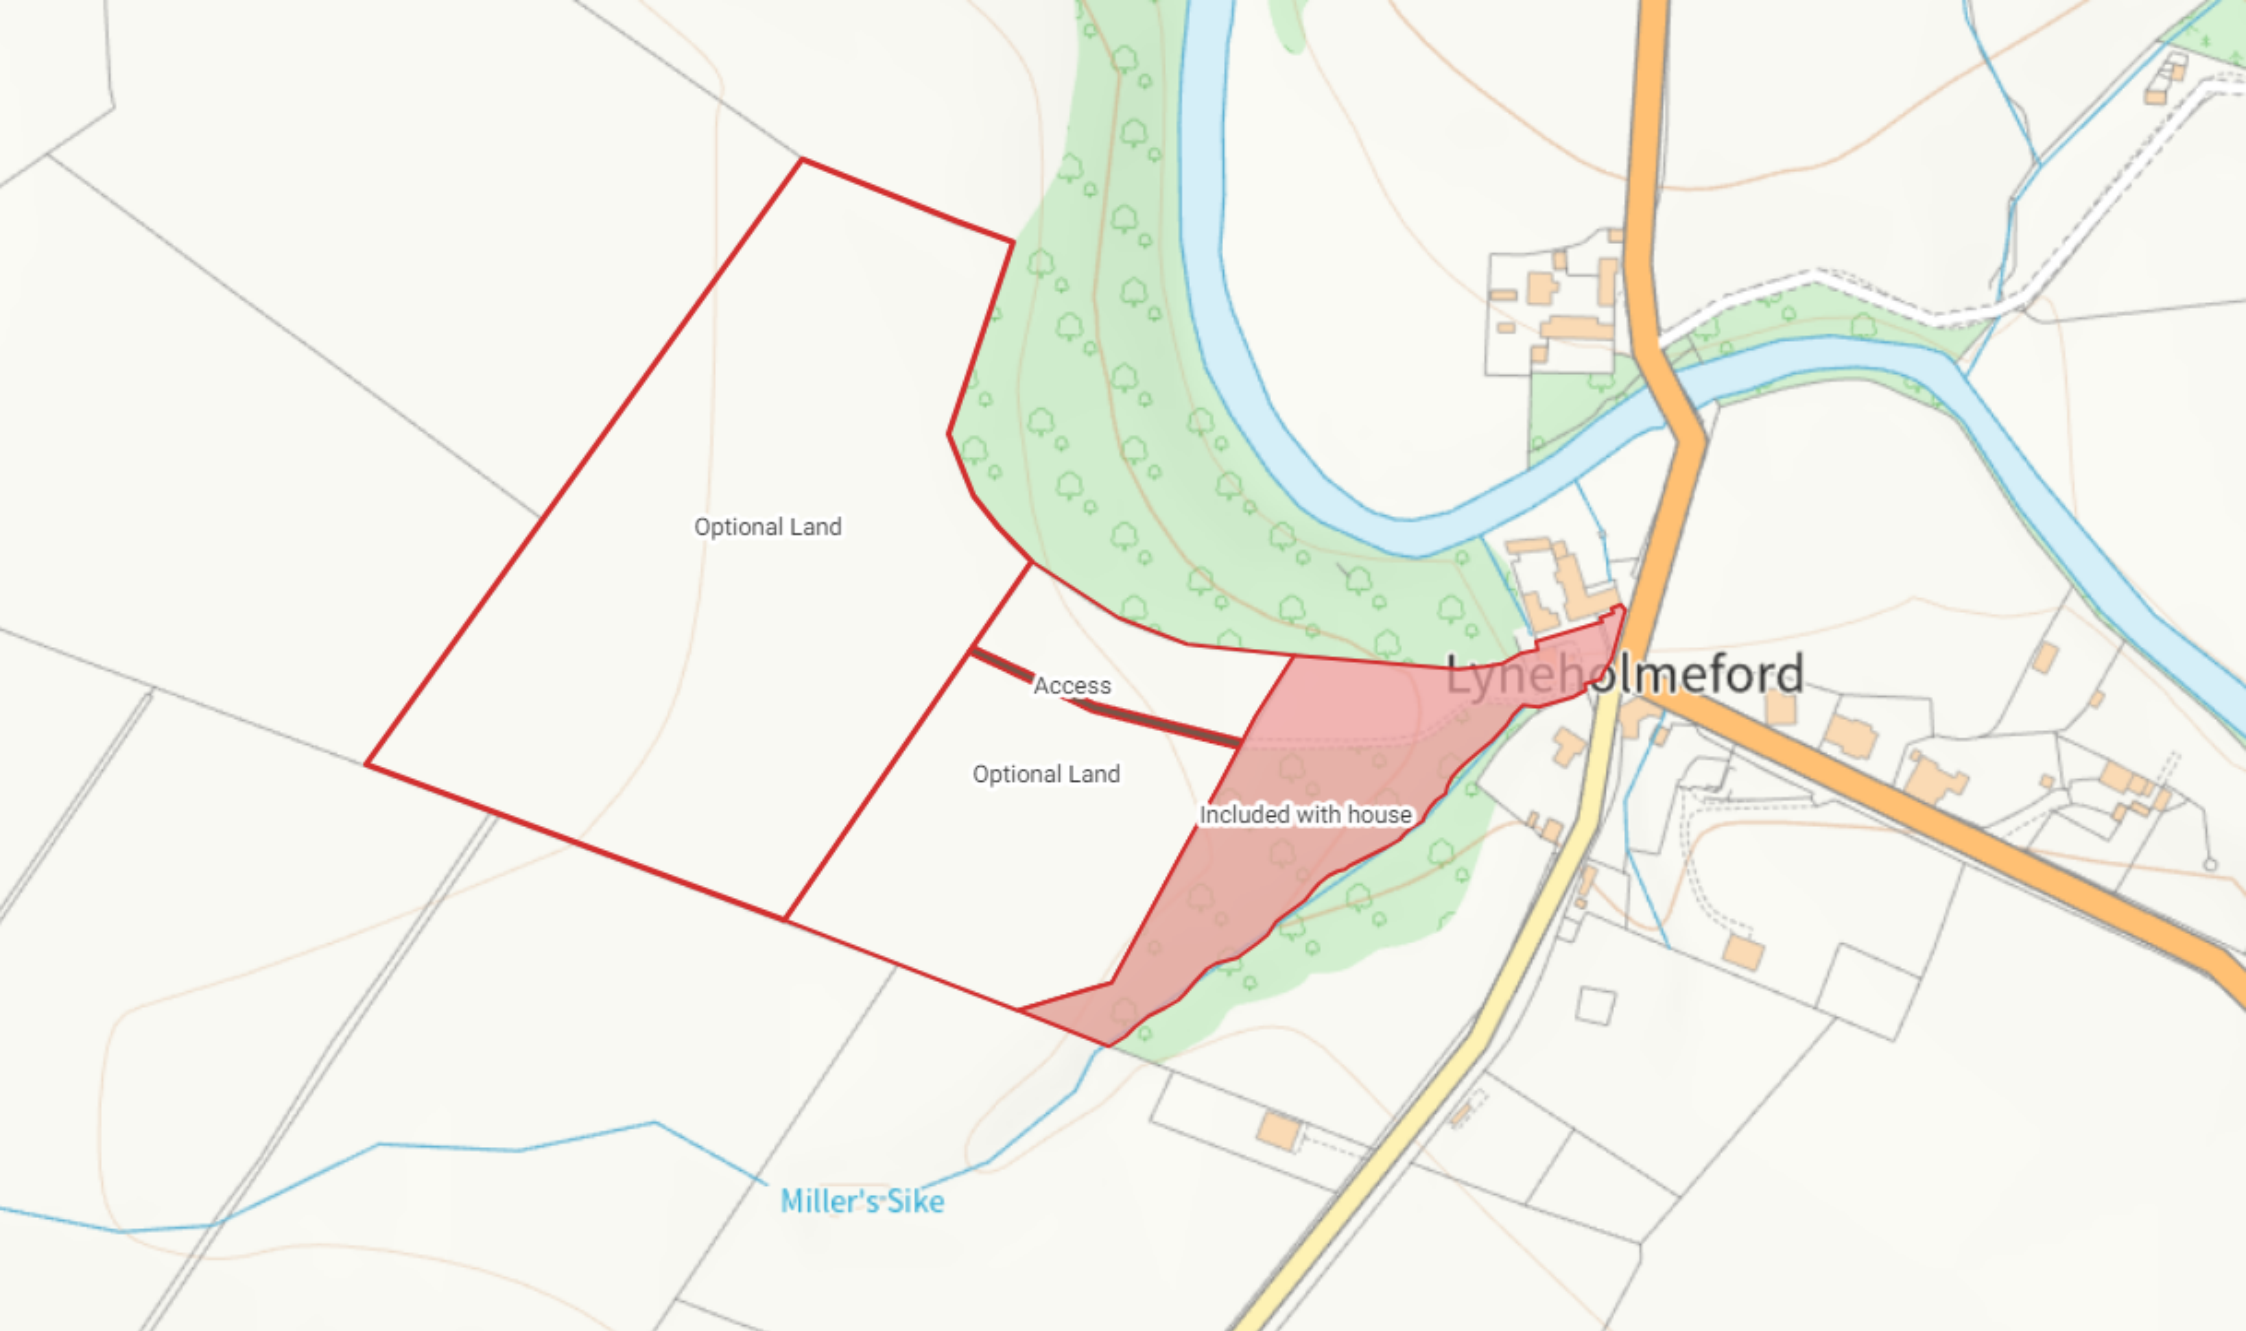 Optional Land
Access
Lyneholmeford
Optional Land
Included with house
Miller's Sike